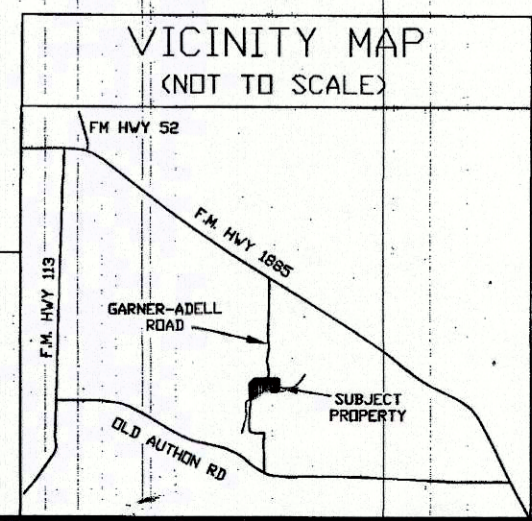 VICINITY MAP
(NOT TO SCALE)
FM HWY 52
F.M. HWY 1885
F.M. HWY 113
GARNER-ADELL
ROAD
SUBJECT
PROPERTY
OLD AUTHON RD